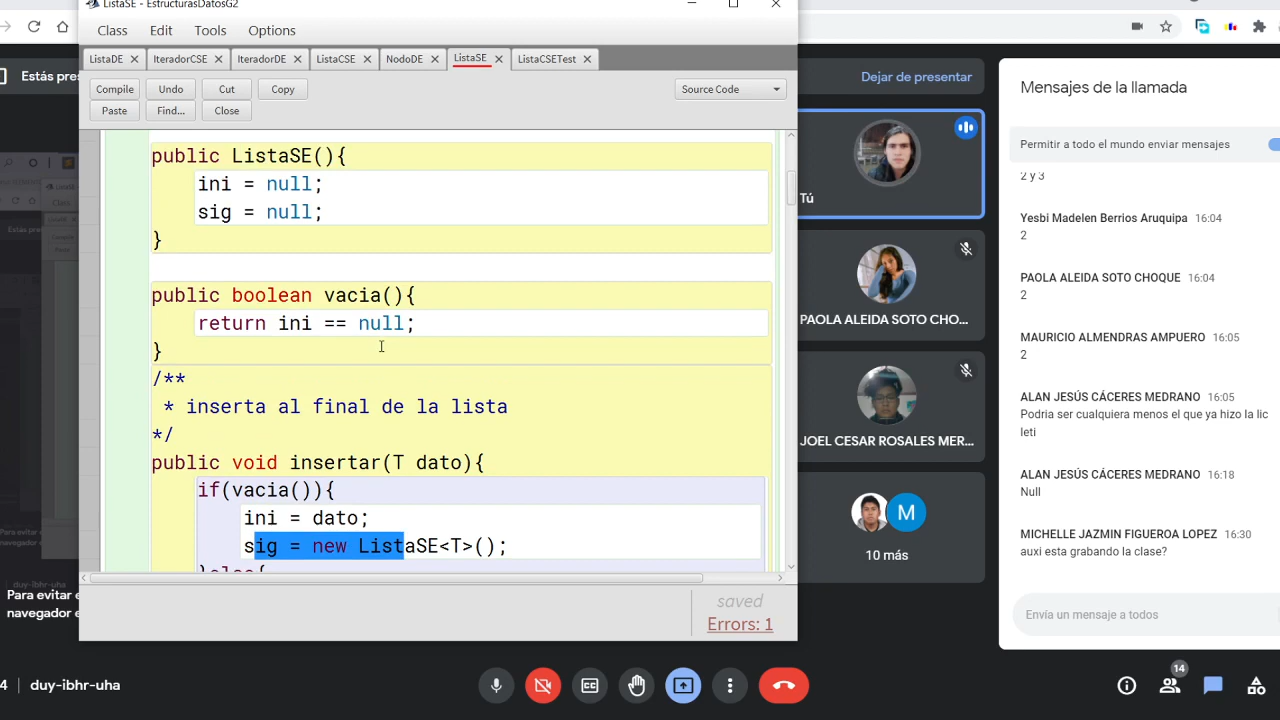 ListaSE - EstructurasDatosG2
Class Edit Tools Options
ListaDE IteradorCSE IteradorDE ListaCSE NodoDE ListaSE ListaCSETest
Compile Undo Cut Copy Source Code
Paste Find... Close
public ListaSE(){
ini = null;
sig = null;
}
public boolean vacia(){
return ini == null;
}
/**
* inserta al final de la lista
*/
public void insertar(T dato){
if(vacia()){
ini = dato;
sig = new ListaSE<T>();
}else{
saved
Errors: 1
Estás pres
Para evitar e
navegador e
Dejar de presentar
Tú
PAOLA ALEIDA SOTO CHO...
JOEL CESAR ROSALES MER...
M
10 más
Mensajes de la llamada
Permitir a todo el mundo enviar mensajes
2 y 3
Yesbi Madelen Berrios Aruquipa 16:04
2
PAOLA ALEIDA SOTO CHOQUE 16:04
2
MAURICIO ALMENDRAS AMPUERO 16:05
2
ALAN JESÚS CÁCERES MEDRANO 16:05
Podria ser cualquiera menos el que ya hizo la lic
leti
ALAN JESÚS CÁCERES MEDRANO 16:18
Null
MICHELLE JAZMIN FIGUEROA LOPEZ 16:30
auxi esta grabando la clase?
Envía un mensaje a todos
4 duy-ibhr-uha
14